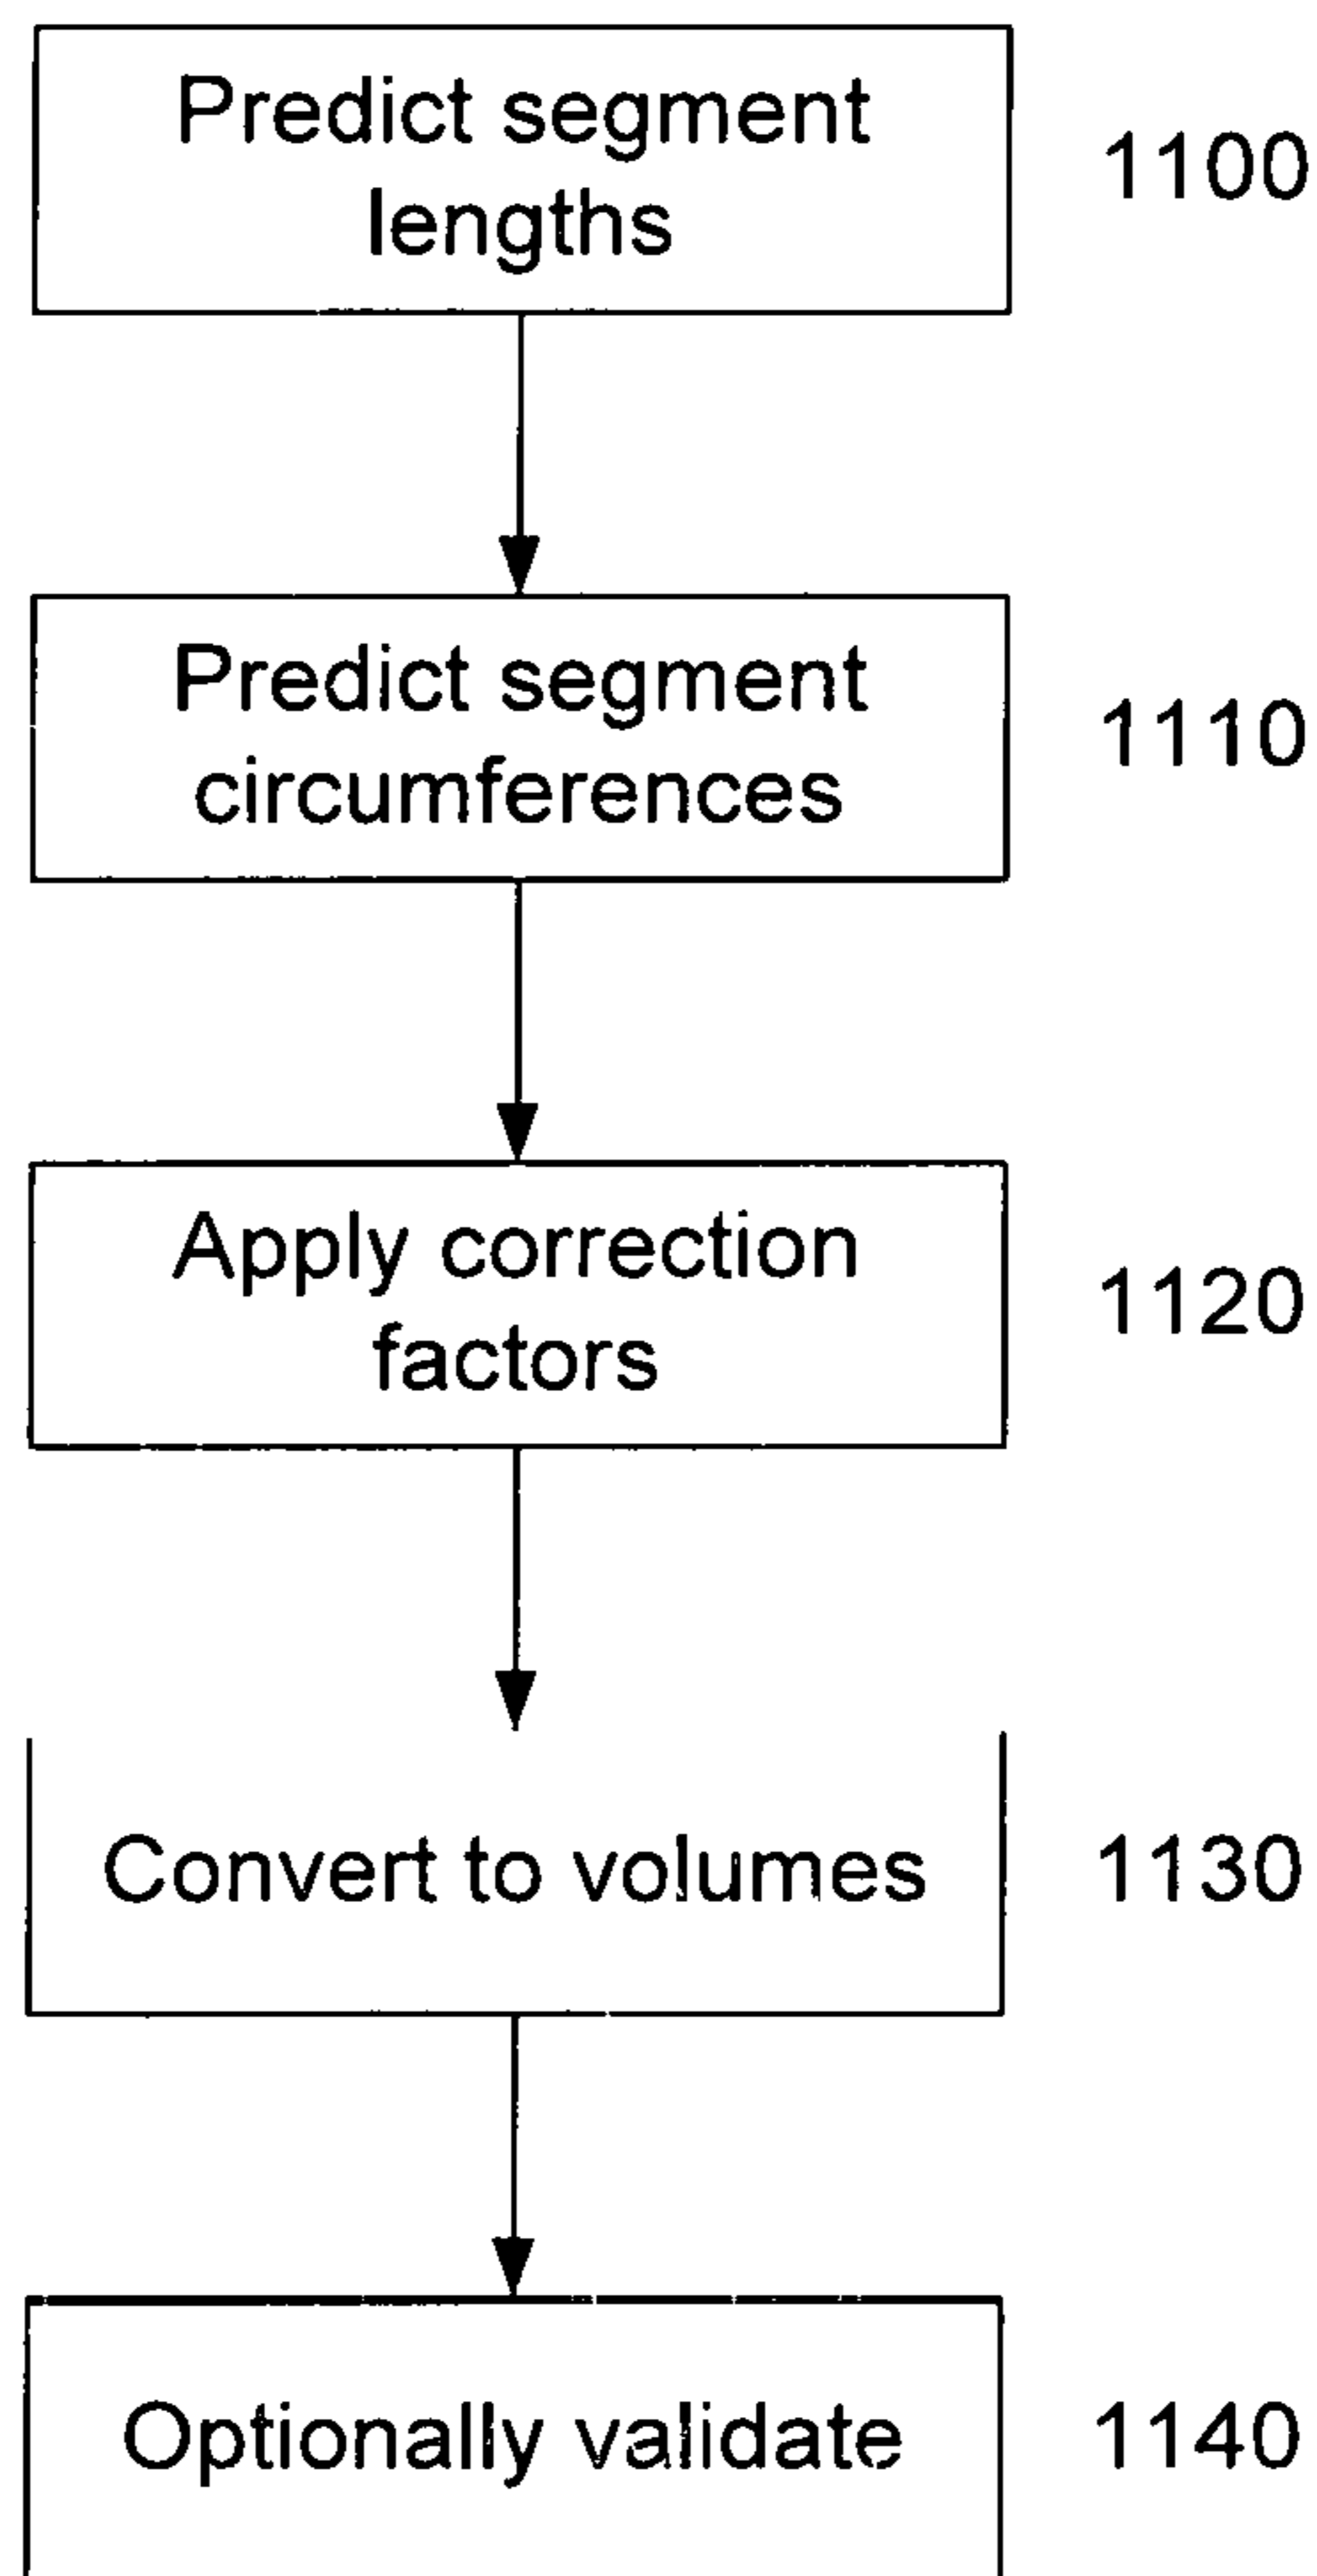 Predict segment
lengths
1100
Predict segment
circumferences
1110
Apply correction
factors
1120
Convert to volumes
1130
Optionally validate
1140